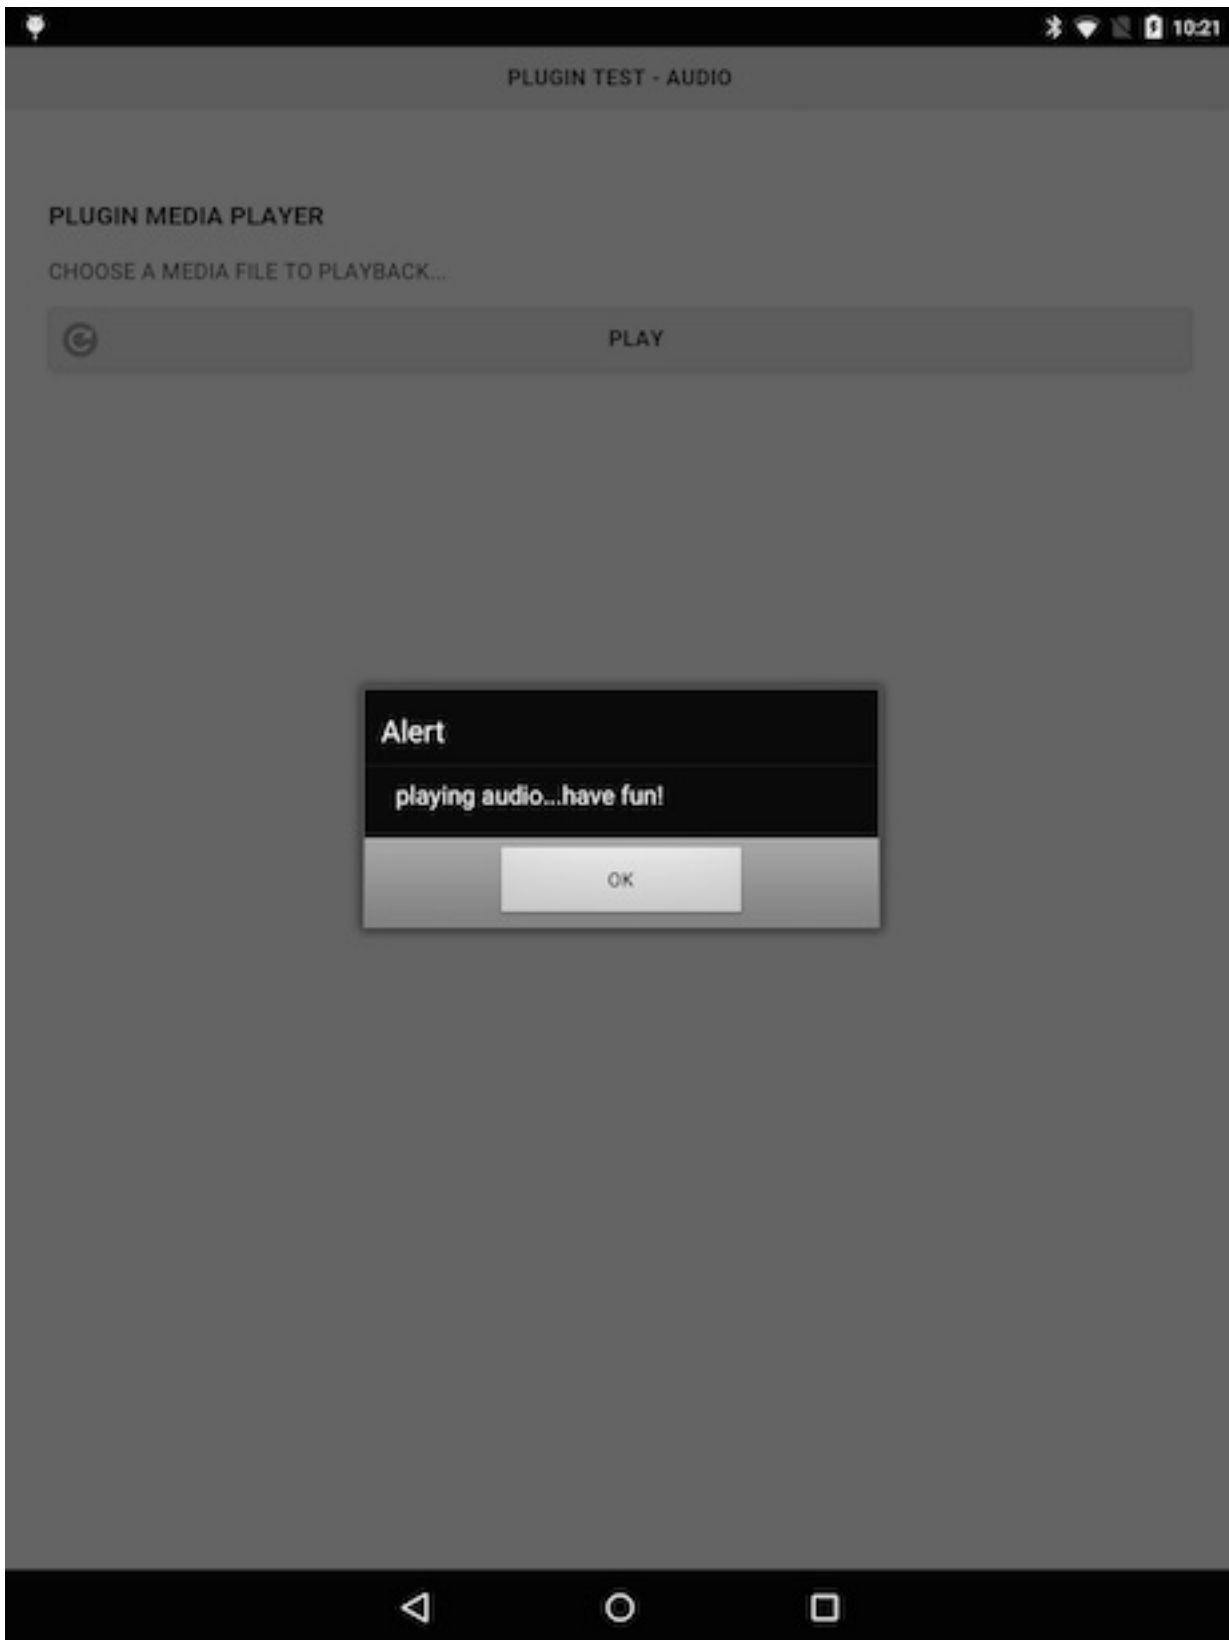 10:21
PLUGIN TEST - AUDIO
PLUGIN MEDIA PLAYER
CHOOSE A MEDIA FILE TO PLAYBACK...
PLAY
Alert
playing audio...have fun!
OK